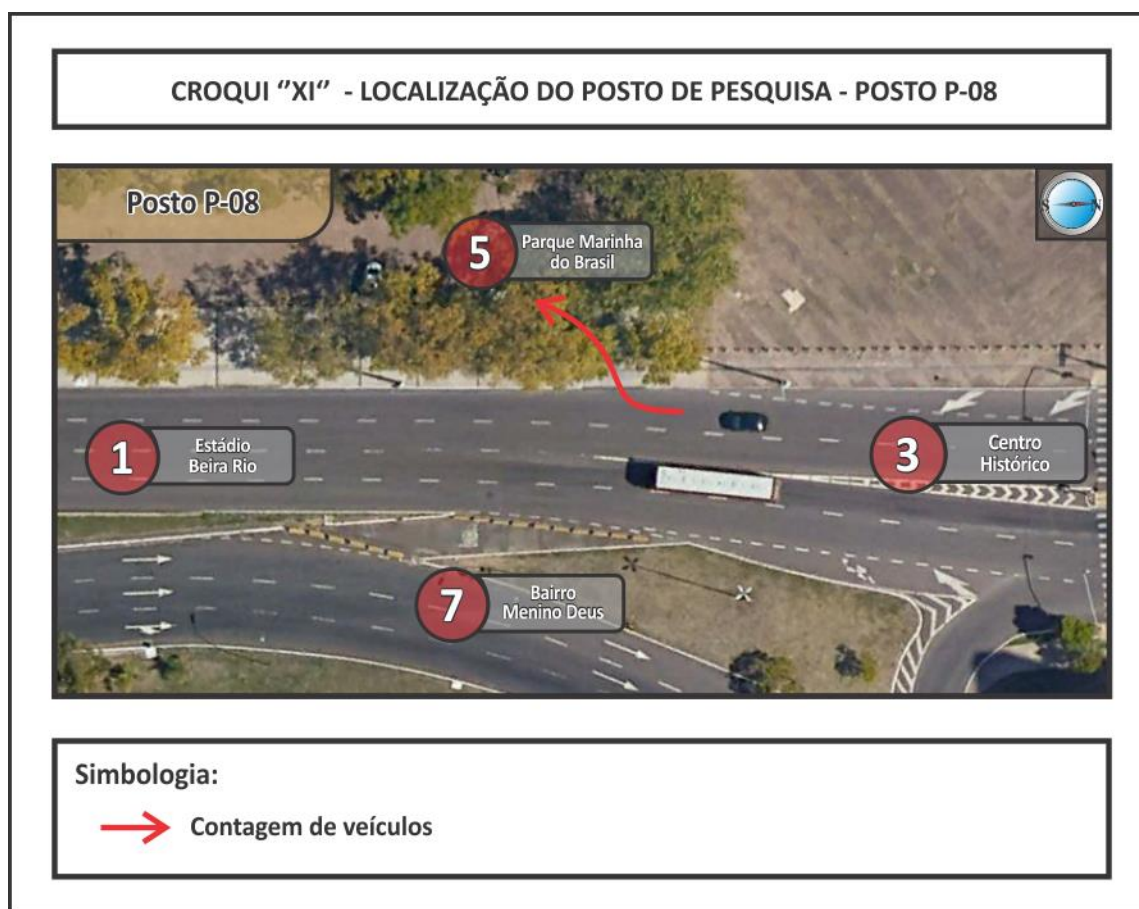 CROQUI ‘’XI’’ - LOCALIZAÇÃO DO POSTO DE PESQUISA - POSTO P-08
Posto P-08
S N
5
Parque Marinha
do Brasil
1
Estádio
Beira Rio
3
Centro
Histórico
7
Bairro
Menino Deus
Simbologia:
Contagem de veículos